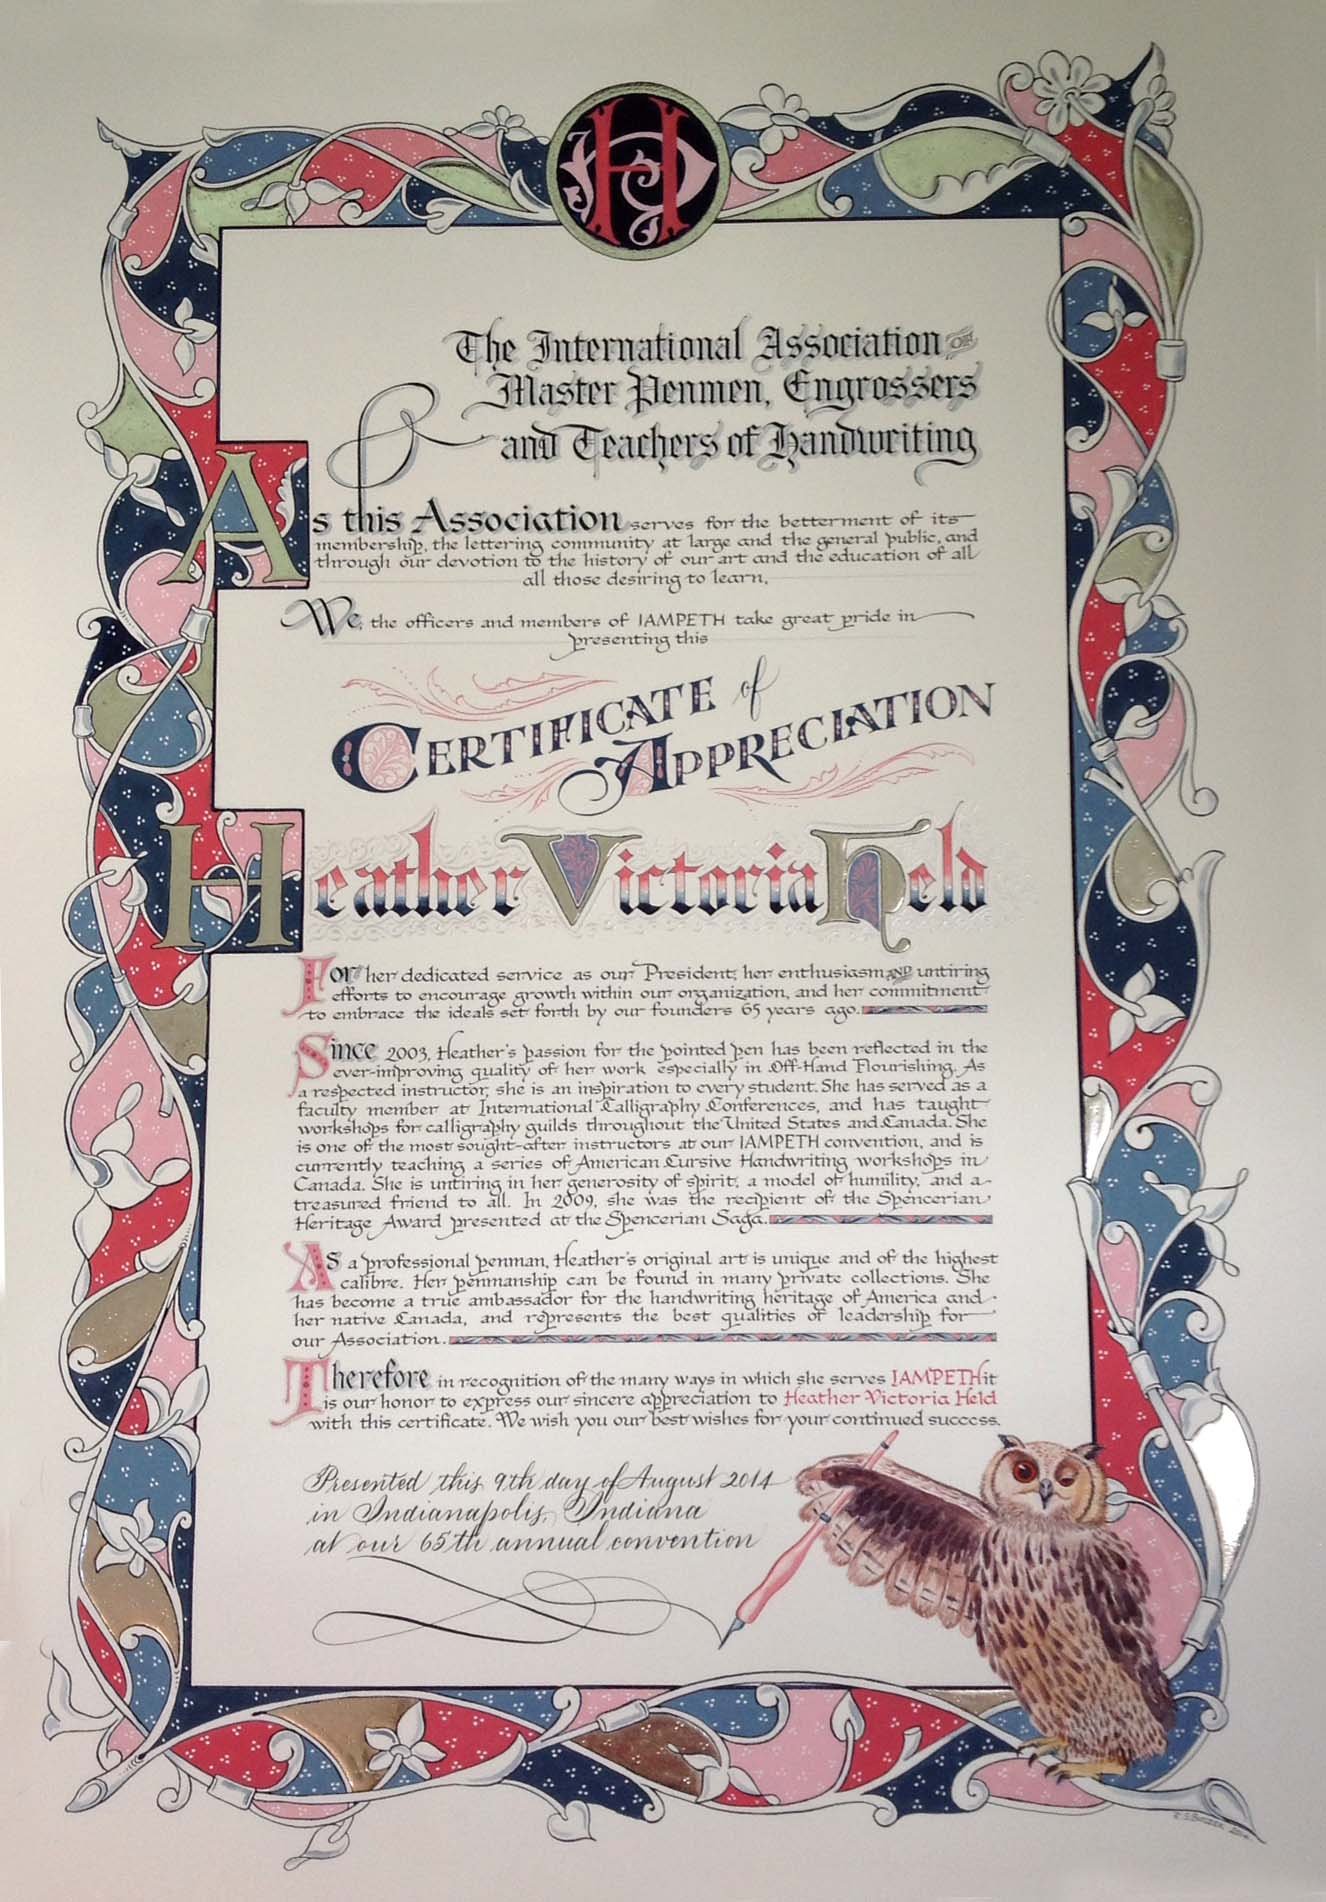 H
The International Association OF
Master Penmen, Engrossers
and Teachers of Handwriting
As this Association serves for the betterment of its
membership, the lettering community at large and the general public, and
through our devotion to the history of our art and the education of all
all those desiring to learn,
We, the officers and members of IAMPETH take great pride in
presenting this
Certificate of
Appreciation
Heather Victoria Held
For her dedicated service as our President; her enthusiasm AND untiring
efforts to encourage growth within our organization, and her commitment
to embrace the ideals set forth by our founders 65 years ago.
Since 2003, Heather's passion for the pointed pen has been reflected in the
ever-improving quality of her work especially in Off-Hand Flourishing. As
a respected instructor, she is an inspiration to every student. She has served as a
faculty member at International Calligraphy Conferences, and has taught
workshops for calligraphy guilds throughout the United States and Canada. She
is one of the most sought-after instructors at our IAMPETH convention, and is
currently teaching a series of American Cursive Handwriting workshops in
Canada. She is untiring in her generosity of spirit, a model of humility, and a
treasured friend to all. In 2009, she was the recipient of the Spencerian
Heritage Award presented at the Spencerian Saga.
As a professional penman, Heather's original art is unique and of the highest
calibre. Her penmanship can be found in many private collections. She
has become a true ambassador for the handwriting heritage of America and
her native Canada, and represents the best qualities of leadership for
our Association.
Therefore in recognition of the many ways in which she serves IAMPETH it
is our honor to express our sincere appreciation to Heather Victoria Held
with this certificate. We wish you our best wishes for your continued success.
Presented this 9th day of August 2014
in Indianapolis, Indiana
at our 65th annual convention